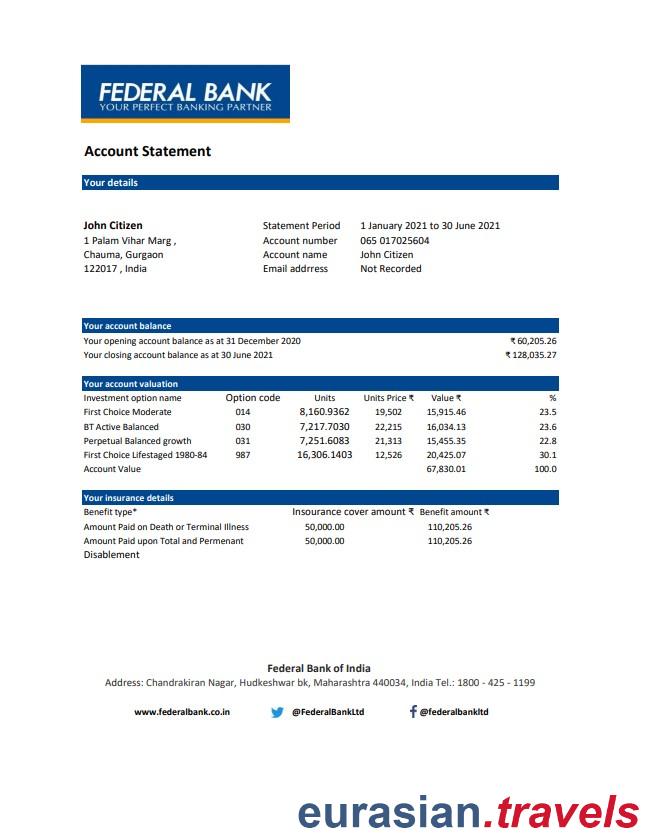 FEDERAL BANK
YOUR PERFECT BANKING PARTNER
Account Statement
Your details
John Citizen Statement Period 1 January 2021 to 30 June 2021
1 Palam Vihar Marg , Account number 065 017025604
Chauma, Gurgaon Account name John Citizen
122017 , India Email addrress Not Recorded
Your account balance
Your opening account balance as at 31 December 2020 ₹ 60,205.26
Your closing account balance as at 30 June 2021 ₹ 128,035.27
Your account valuation
Investment option name Option code Units Units Price ₹ Value ₹ %
First Choice Moderate 014 8,160.9362 19,502 15,915.46 23.5
BT Active Balanced 030 7,217.7030 22,215 16,034.13 23.6
Perpetual Balanced growth 031 7,251.6083 21,313 15,455.35 22.8
First Choice Lifestaged 1980-84 987 16,306.1403 12,526 20,425.07 30.1
Account Value 67,830.01 100.0
Your insurance details
Benefit type* Insourance cover amount ₹ Benefit amount ₹
Amount Paid on Death or Terminal Illness 50,000.00 110,205.26
Amount Paid upon Total and Permenant 50,000.00 110,205.26
Disablement
Federal Bank of India
Address: Chandrakiran Nagar, Hudkeshwar bk, Maharashtra 440034, India Tel.: 1800 - 425 - 1199
www.federalbank.co.in @FederalBankLtd @federalbankltd
eurasian.travels